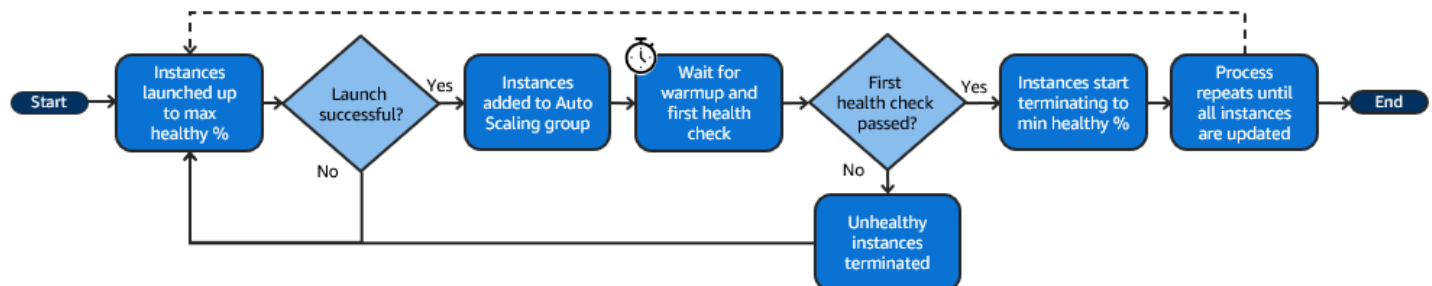 Start
Instances
launched up
to max
healthy %
Launch
successful?
Yes
No
Instances
added to Auto
Scaling group
Wait for
warmup and
first health
check
First
health check
passed?
Yes
No
Unhealthy
instances
terminated
Instances start
terminating to
min healthy %
Process
repeats until
all instances
are updated
End